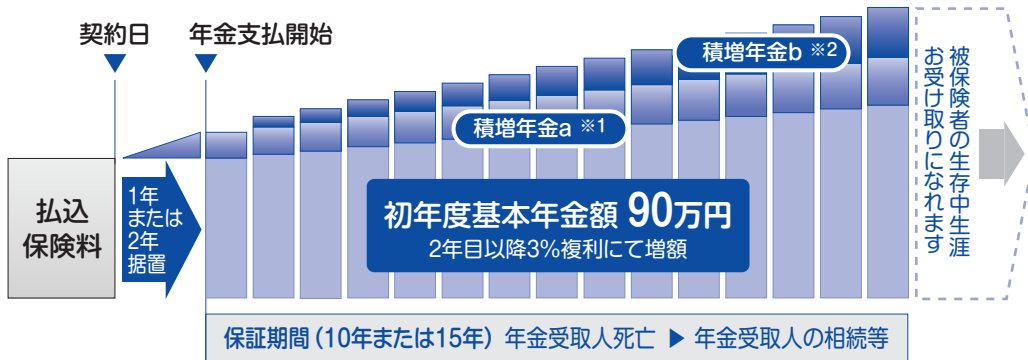 契約日
年金支払開始
積増年金b ※2
積増年金a ※1
払込
保険料
1年
または
2年
据置
初年度基本年金額 90万円
2年目以降3%複利にて増額
被保険者の生存中生涯
お受け取りになれます
保証期間(10年または15年) 年金受取人死亡 ▶ 年金受取人の相続等